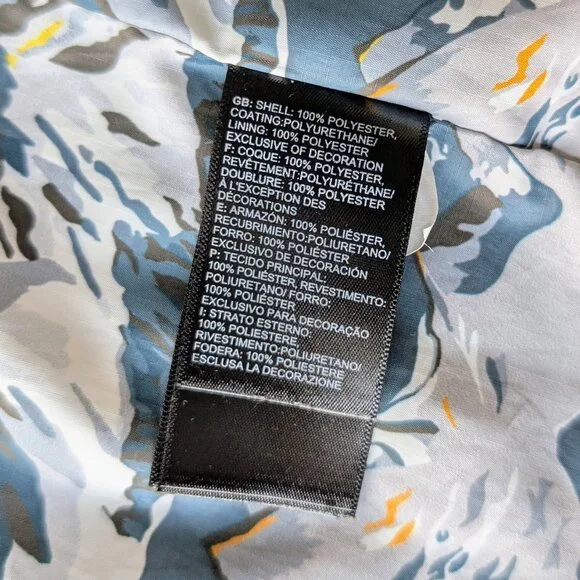 GB: SHELL: 100% POLYESTER,
COATING:POLYURETHANE/
LINING: 100% POLYESTER
EXCLUSIVE OF DECORATION
F: COQUE: 100% POLYESTER
REVÊTEMENT:POLYURÉTHANE/
DOUBLURE: 100% POLYESTER
À L'EXCEPTION DES
DÉCORATIONS
E: ARMAZÓN: 100% POLIÉSTER,
RECUBRIMIENTO:POLIURETANO/
FORRO: 100% POLIÉSTER
EXCLUSIVO DE DECORACIÓN
P: TECIDO PRINCIPAL:
100% POLIÉSTER, REVESTIMENTO:
POLIURETANO/ FORRO:
100% POLIÉSTER
EXCLUSIVO PARA DECORAÇÃO
I: STRATO ESTERNO:
100% POLIESTERE
RIVESTIMENTO:POLIURETANO/
FODERA: 100% POLIESTERE
ESCLUSA LA DECORAZIONE